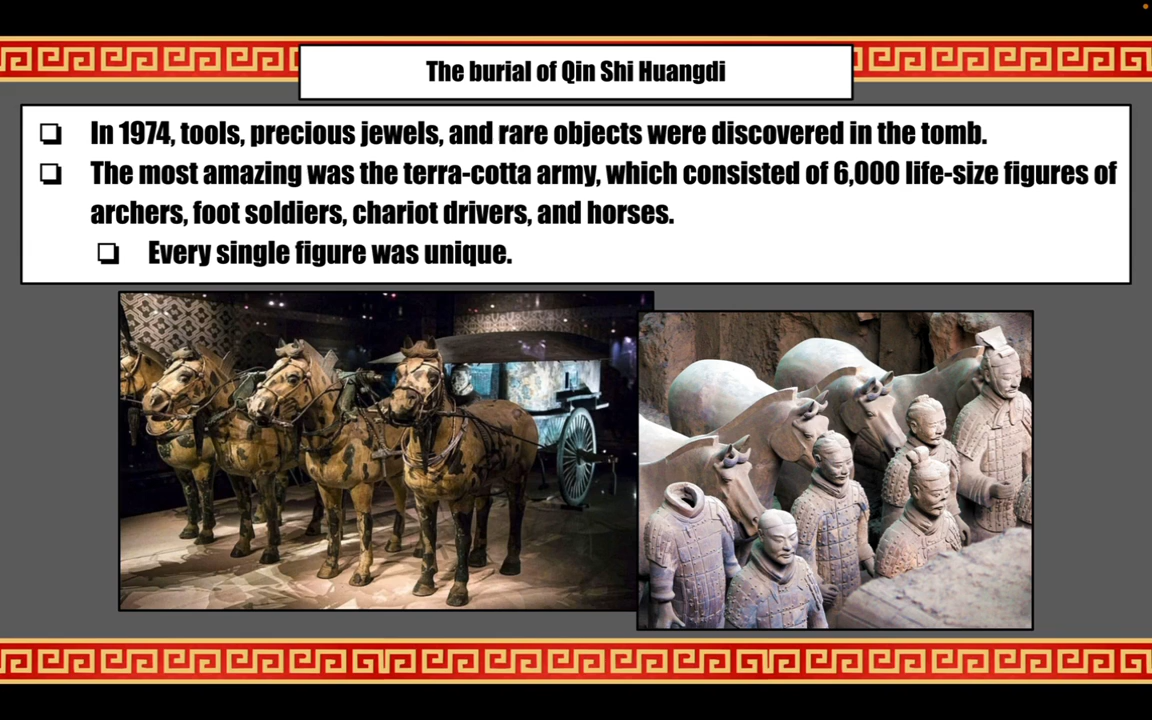 The burial of Qin Shi Huangdi
In 1974, tools, precious jewels, and rare objects were discovered in the tomb.
The most amazing was the terra-cotta army, which consisted of 6,000 life-size figures of
archers, foot soldiers, chariot drivers, and horses.
Every single figure was unique.